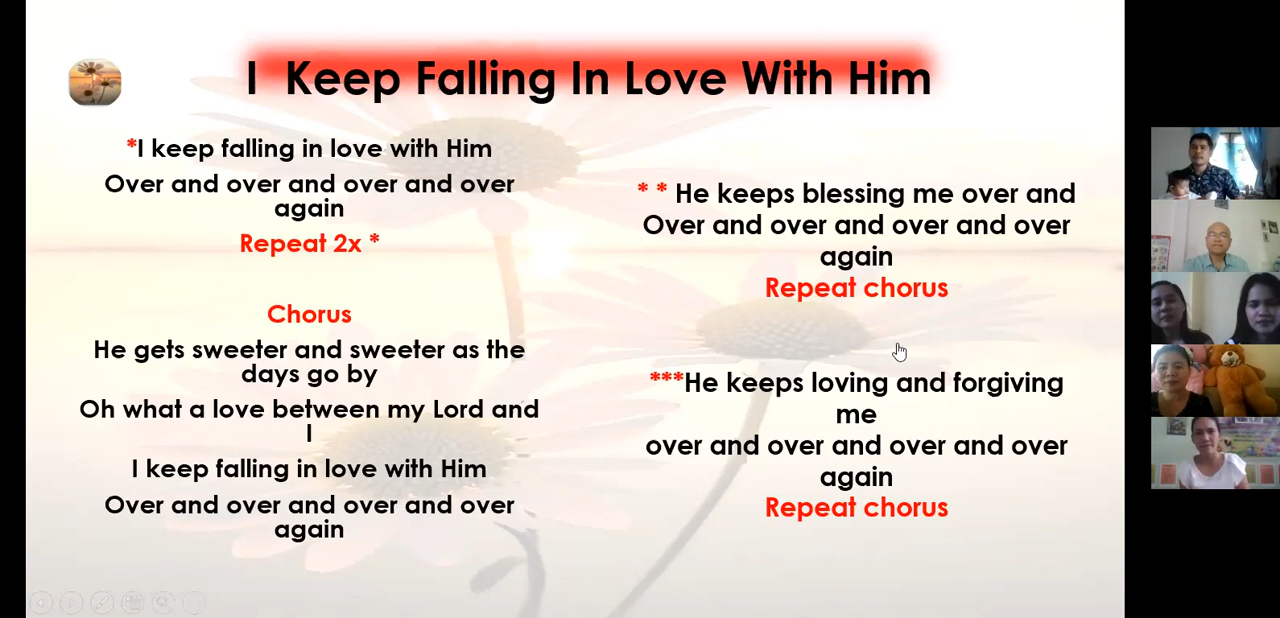 I Keep Falling In Love With Him
*I keep falling in love with Him
Over and over and over and over
again
Repeat 2x *
Chorus
He gets sweeter and sweeter as the
days go by
Oh what a love between my Lord and
I
I keep falling in love with Him
Over and over and over and over
again
* * He keeps blessing me over and
Over and over and over and over
again
Repeat chorus
***He keeps loving and forgiving
me
over and over and over and over
again
Repeat chorus